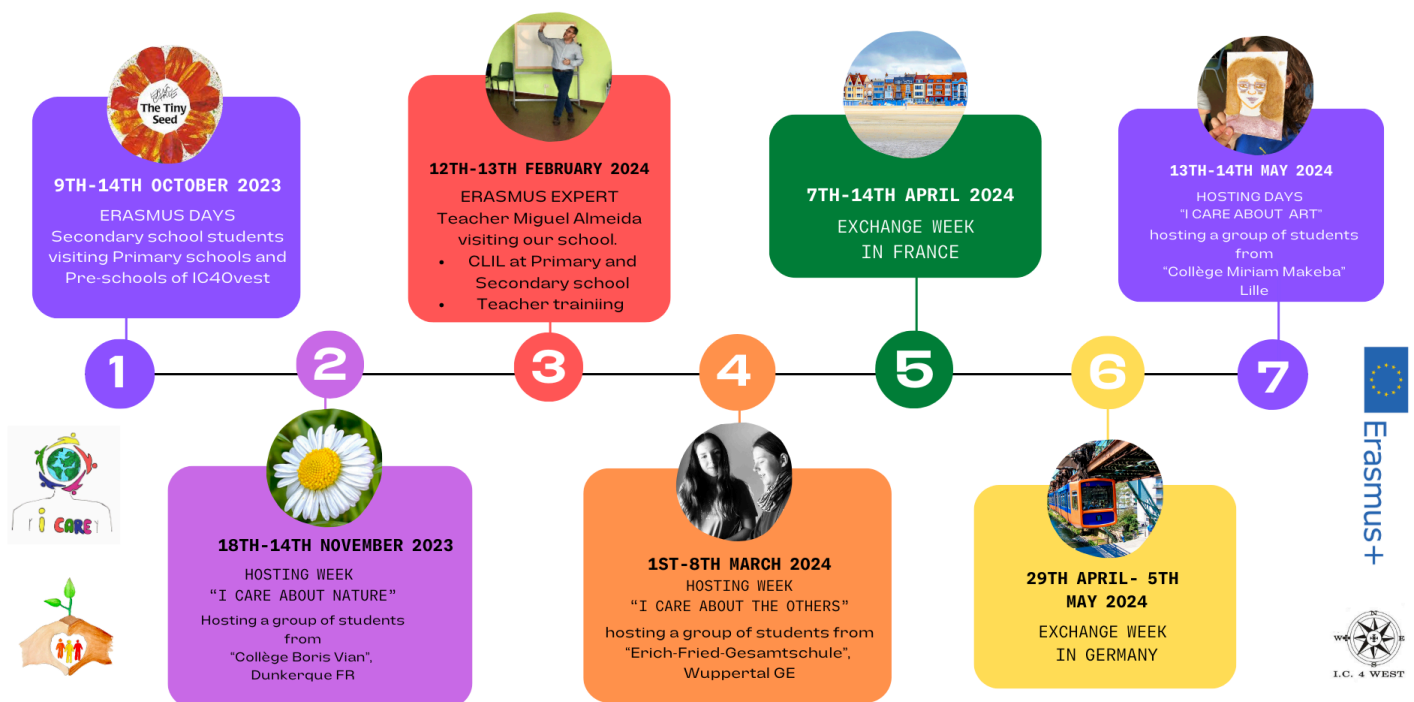 The Tiny
Seed
9TH-14TH OCTOBER 2023
ERASMUS DAYS
Secondary school students
visiting Primary schools and
Pre-schools of IC4Ovest
12TH-13TH FEBRUARY 2024
ERASMUS EXPERT
Teacher Miguel Almeida
visiting our school.
• CLIL at Primary and
Secondary school
• Teacher trainiing
7TH-14TH APRIL 2024
EXCHANGE WEEK
IN FRANCE
13TH-14TH MAY 2024
HOSTING DAYS
"I CARE ABOUT ART"
hosting a group of students
from
"Collège Miriam Makeba"
Lille
1
2
3
4
5
6
7
18TH-14TH NOVEMBER 2023
HOSTING WEEK
“I CARE ABOUT NATURE”
Hosting a group of students
from
"Collège Boris Vian",
Dunkerque FR
1ST-8TH MARCH 2024
HOSTING WEEK
“I CARE ABOUT THE OTHERS”
hosting a group of students from
"Erich-Fried-Gesamtschule",
Wuppertal GE
29TH APRIL- 5TH
MAY 2024
EXCHANGE WEEK
IN GERMANY
i CARE
Erasmus+
N
W E
S
I.C. 4 WEST